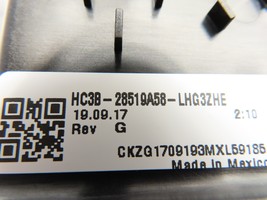 HC3B-28519A58-LHG3ZHE
19.09.17 2:10
Rev G
CKZG1709193MXL59185
Made in Mexico